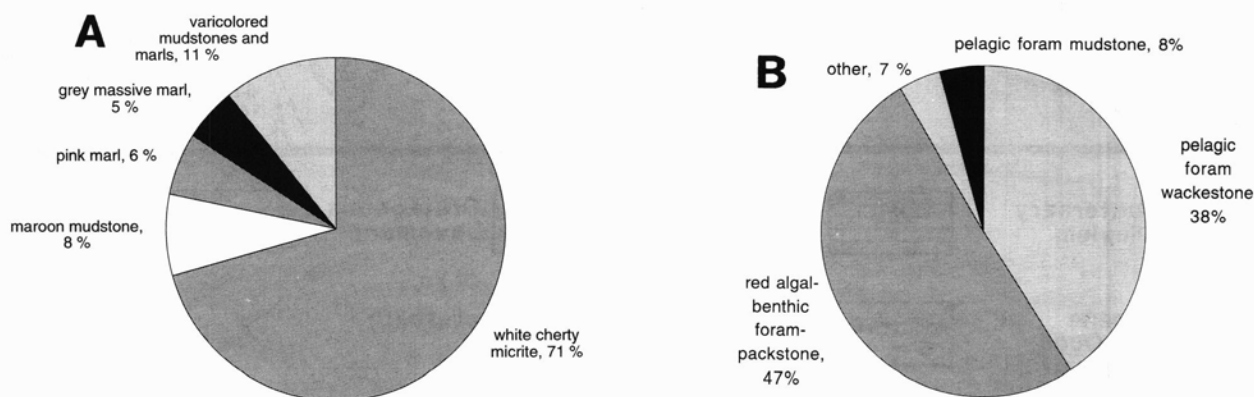 A
varicolored
mudstones and
marls, 11 %
grey massive marl,
5 %
pink marl, 6 %
maroon mudstone,
8 %
white cherty
micrite, 71 %
B
pelagic foram mudstone, 8%
other, 7 %
pelagic
foram
wackestone
38%
red algal-
benthic
foram-
packstone,
47%